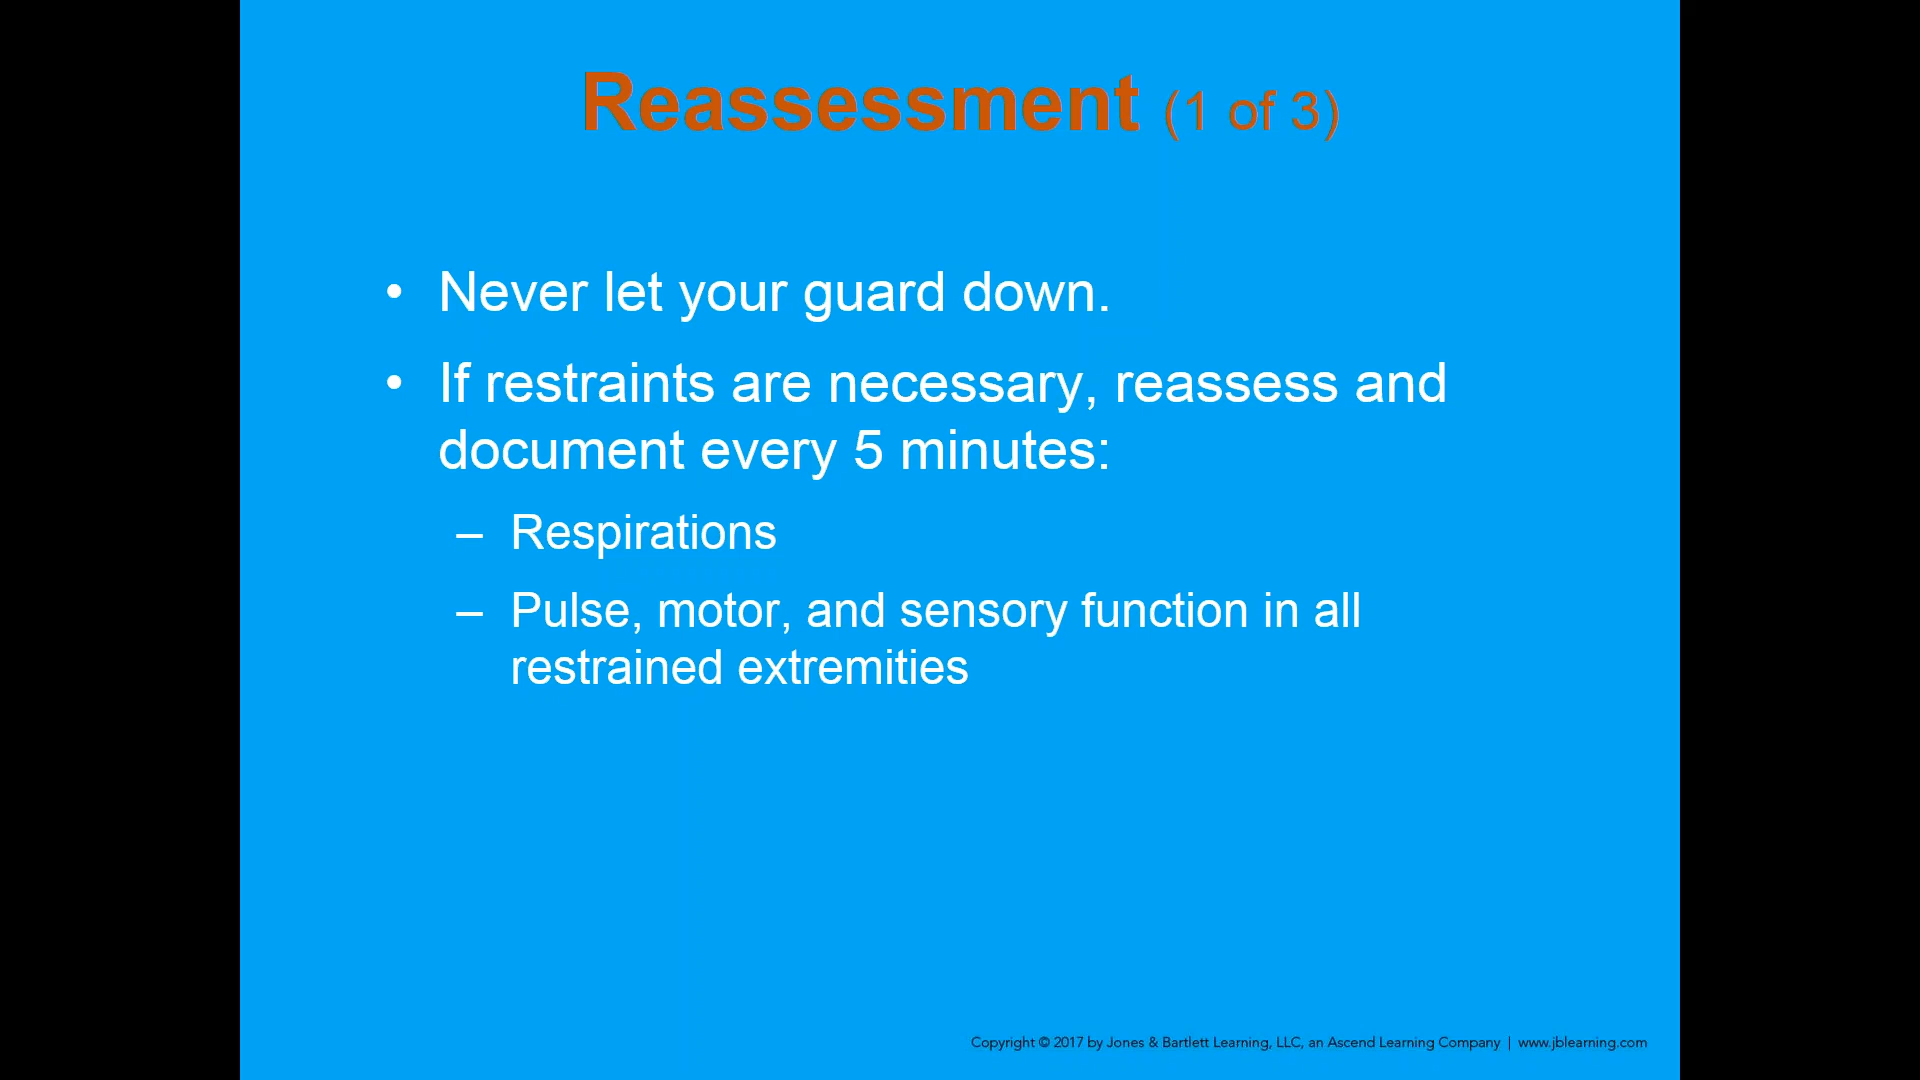 Reassessment (1 of 3)
• Never let your guard down.
• If restraints are necessary, reassess and
document every 5 minutes:
– Respirations
– Pulse, motor, and sensory function in all
restrained extremities
Copyright © 2017 by Jones & Bartlett Learning, LLC, an Ascend Learning Company | www.jblearning.com